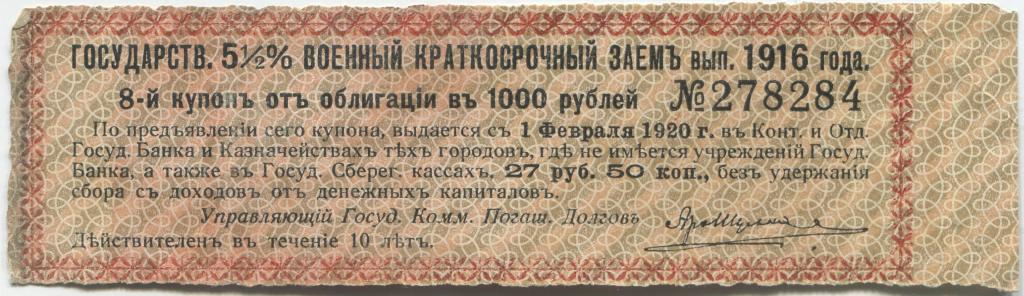 ГОСУДАРСТВ. 5½% ВОЕННЫЙ КРАТКОСРОЧНЫЙ ЗАЕМЪ вып. 1916 года.
8-й купонъ отъ облигаціи въ 1000 рублей №278284
По предъявленіи сего купона, выдается съ 1 Февраля 1920 г. въ Конт. и Отд.
Госуд. Банка и Казначействахъ тѣхъ городовъ, гдѣ не имѣется учрежденій Госуд.
Банка, а также въ Госуд. Сберег. кассахъ, 27 руб. 50 коп., безъ удержанія
сбора съ доходовъ отъ денежныхъ капиталовъ.
Управляющій Госуд. Комм. Погаш. Долговъ
Дѣйствителенъ въ теченіе 10 лѣтъ.